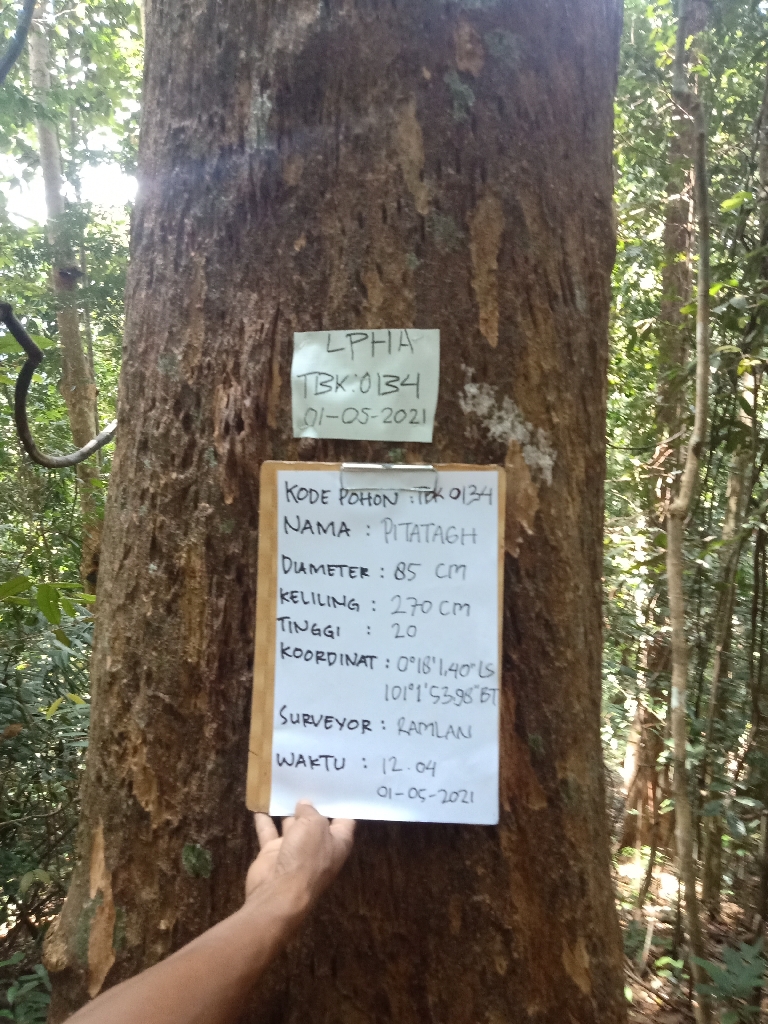 LPHA
TBK:0134
01-05-2021
KODE POHON : TBK 0134
NAMA : PITATAGH
DIAMETER : 85 CM
KELILING : 270 CM
TINGGI : 20
KOORDINAT : 0°18'1,40" LS
101°1'53,98" BT
SURVEYOR : RAMLAN
WAKTU : 12.04
01-05-2021